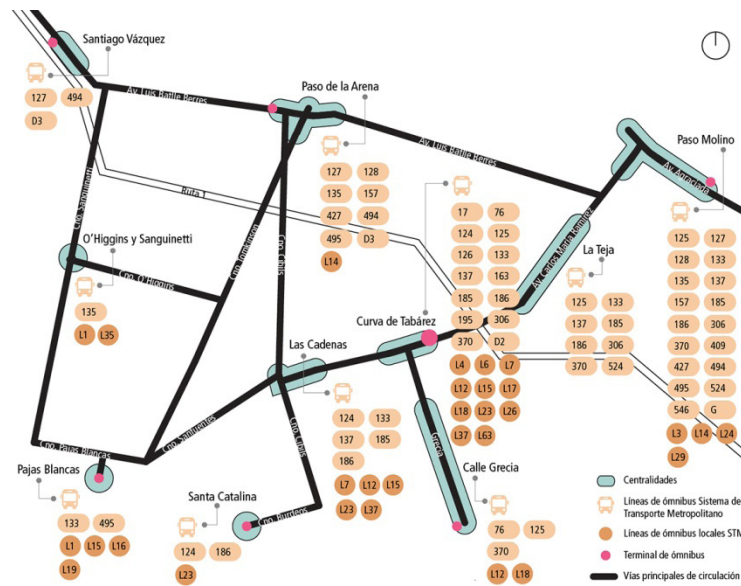 Santiago Vázquez
127 494
D3
Av. Luis Batlle Berres
Paso de la Arena
127 128
135 157
427 494
495 D3
L14
Av. Luis Batlle Berres
Paso Molino
Av. Agraciada
125 127
128 133
135 137
157 185
186 306
370 409
427 494
495 524
546 G
L3 L14 L24
L29
Ruta 1
Cno. Sanguinetti
O'Higgins y Sanguinetti
135
L1 L35
Cno. O'Higgins
Cno. Tomkinson
Cno. Cibils
Curva de Tabárez
17 76
124 125
126 133
137 163
185 186
195 306
370 D2
L4 L6 L7
L12 L15 L17
L18 L23 L26
L37 L63
Av. Carlos María Ramírez
La Teja
125 133
137 185
186 306
370 524
Las Cadenas
124 133
137 185
186
L7 L12 L15
L23 L37
Cno. Sanfuentes
Cno. Cibils
Grecia
Cno. Pajas Blancas
Pajas Blancas
133 495
L1 L15 L16
L19
Santa Catalina
124 186
L23
Cno. Burdeos
Calle Grecia
76 125
370
L12 L18
Centralidades
Líneas de ómnibus Sistema de
Transporte Metropolitano
Líneas de ómnibus locales STM
Terminal de ómnibus
Vías principales de circulación